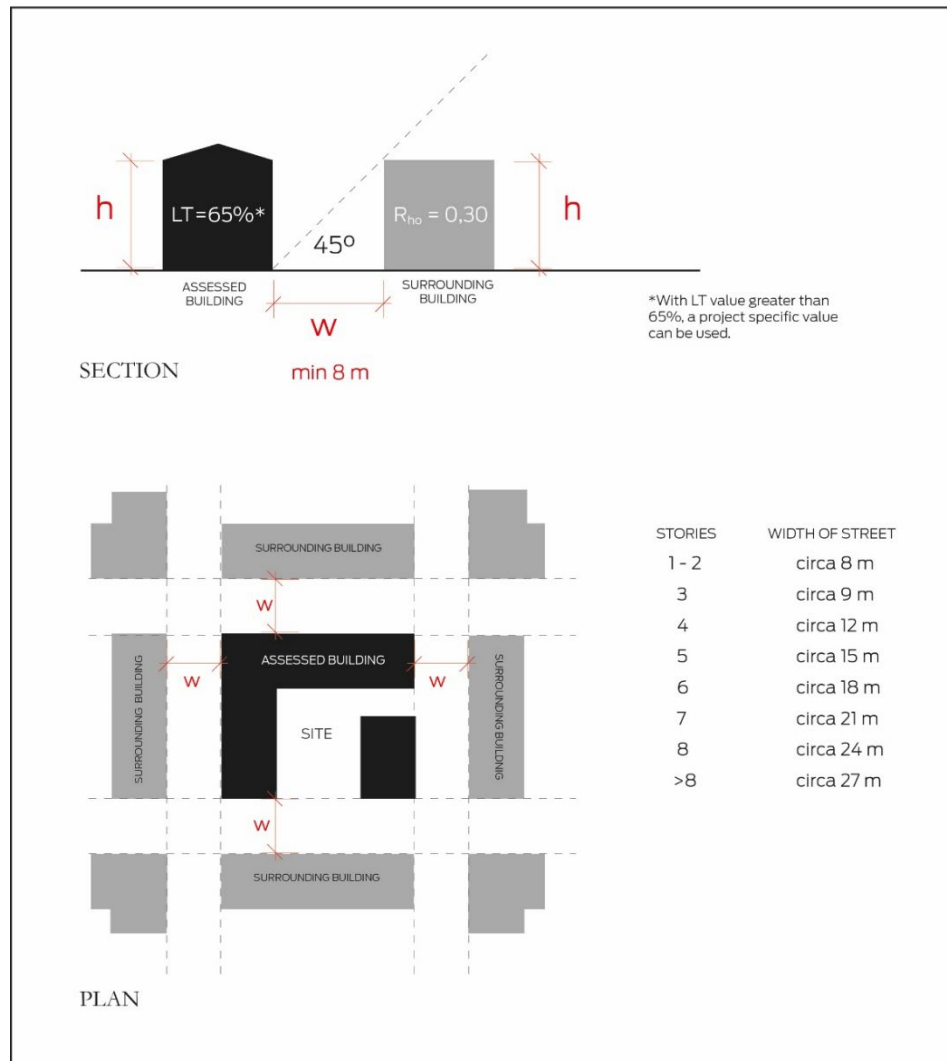 h
LT=65%*
45º
Rho = 0,30
h
ASSESSED
BUILDING
SURROUNDING
BUILDING
w
min 8 m
*With LT value greater than
65%, a project specific value
can be used.
SECTION
SURROUNDING BUILDING
w
SURROUNDING BUILDING
w
ASSESSED BUILDING
w
SURROUNDING BUILDNIG
SITE
w
SURROUNDING BUILDING
STORIES WIDTH OF STREET
1 - 2 circa 8 m
3 circa 9 m
4 circa 12 m
5 circa 15 m
6 circa 18 m
7 circa 21 m
8 circa 24 m
>8 circa 27 m
PLAN